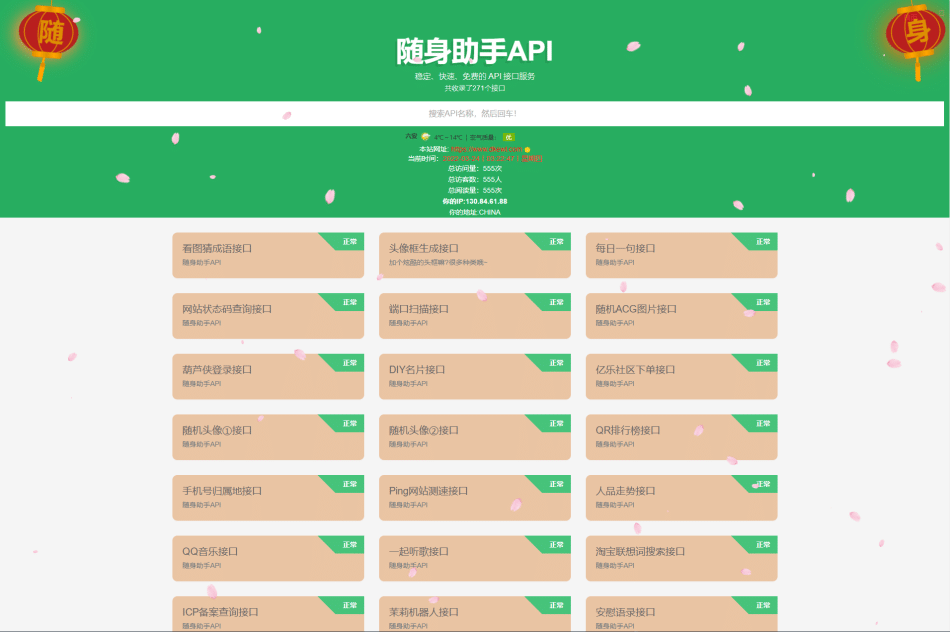 随
身
随身助手API
稳定、快速、免费的 API 接口服务
共收录了271个接口
搜索API名称，然后回车！
六安 4℃～14℃ | 空气质量： 优
本站网址:
当前时间：
总访问量：555次
总访客数：555人
总阅读量：555次
你的IP:130.84.61.88
你的地址:CHINA
看图猜成语接口 正常
随身助手API
头像框生成接口 正常
加个炫酷的头框嘛?很多种类哦~
每日一句接口 正常
随身助手API
网站状态码查询接口 正常
随身助手API
端口扫描接口 正常
随身助手API
随机ACG图片接口 正常
随身助手API
葫芦侠登录接口 正常
随身助手API
DIY名片接口 正常
随身助手API
亿乐社区下单接口 正常
随身助手API
随机头像①接口 正常
随身助手API
随机头像②接口 正常
随身助手API
QR排行榜接口 正常
随身助手API
手机号归属地接口 正常
随身助手API
Ping网站测速接口 正常
随身助手API
人品走势接口 正常
随身助手API
QQ音乐接口 正常
随身助手API
一起听歌接口 正常
随身助手API
淘宝联想词搜索接口 正常
随身助手API
ICP备案查询接口 正常
随身助手API
茉莉机器人接口 正常
随身助手API
安慰语录接口 正常
随身助手API